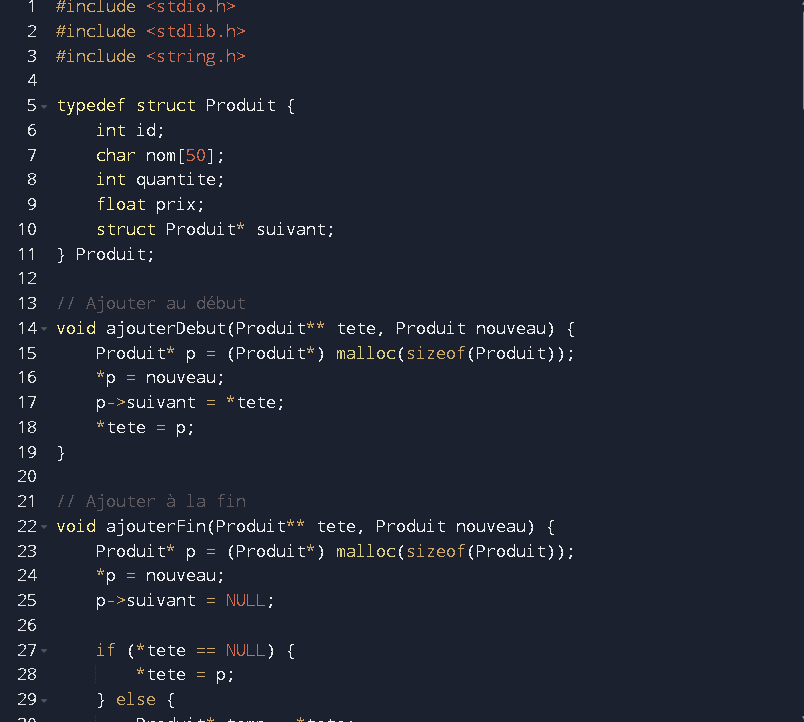 1 #include <stdio.h>
2 #include <stdlib.h>
3 #include <string.h>
4
5 typedef struct Produit {
6     int id;
7     char nom[50];
8     int quantite;
9     float prix;
10     struct Produit* suivant;
11 } Produit;
12
13 // Ajouter au début
14 void ajouterDebut(Produit** tete, Produit nouveau) {
15     Produit* p = (Produit*) malloc(sizeof(Produit));
16     *p = nouveau;
17     p->suivant = *tete;
18     *tete = p;
19 }
20
21 // Ajouter à la fin
22 void ajouterFin(Produit** tete, Produit nouveau) {
23     Produit* p = (Produit*) malloc(sizeof(Produit));
24     *p = nouveau;
25     p->suivant = NULL;
26
27     if (*tete == NULL) {
28         *tete = p;
29     } else {